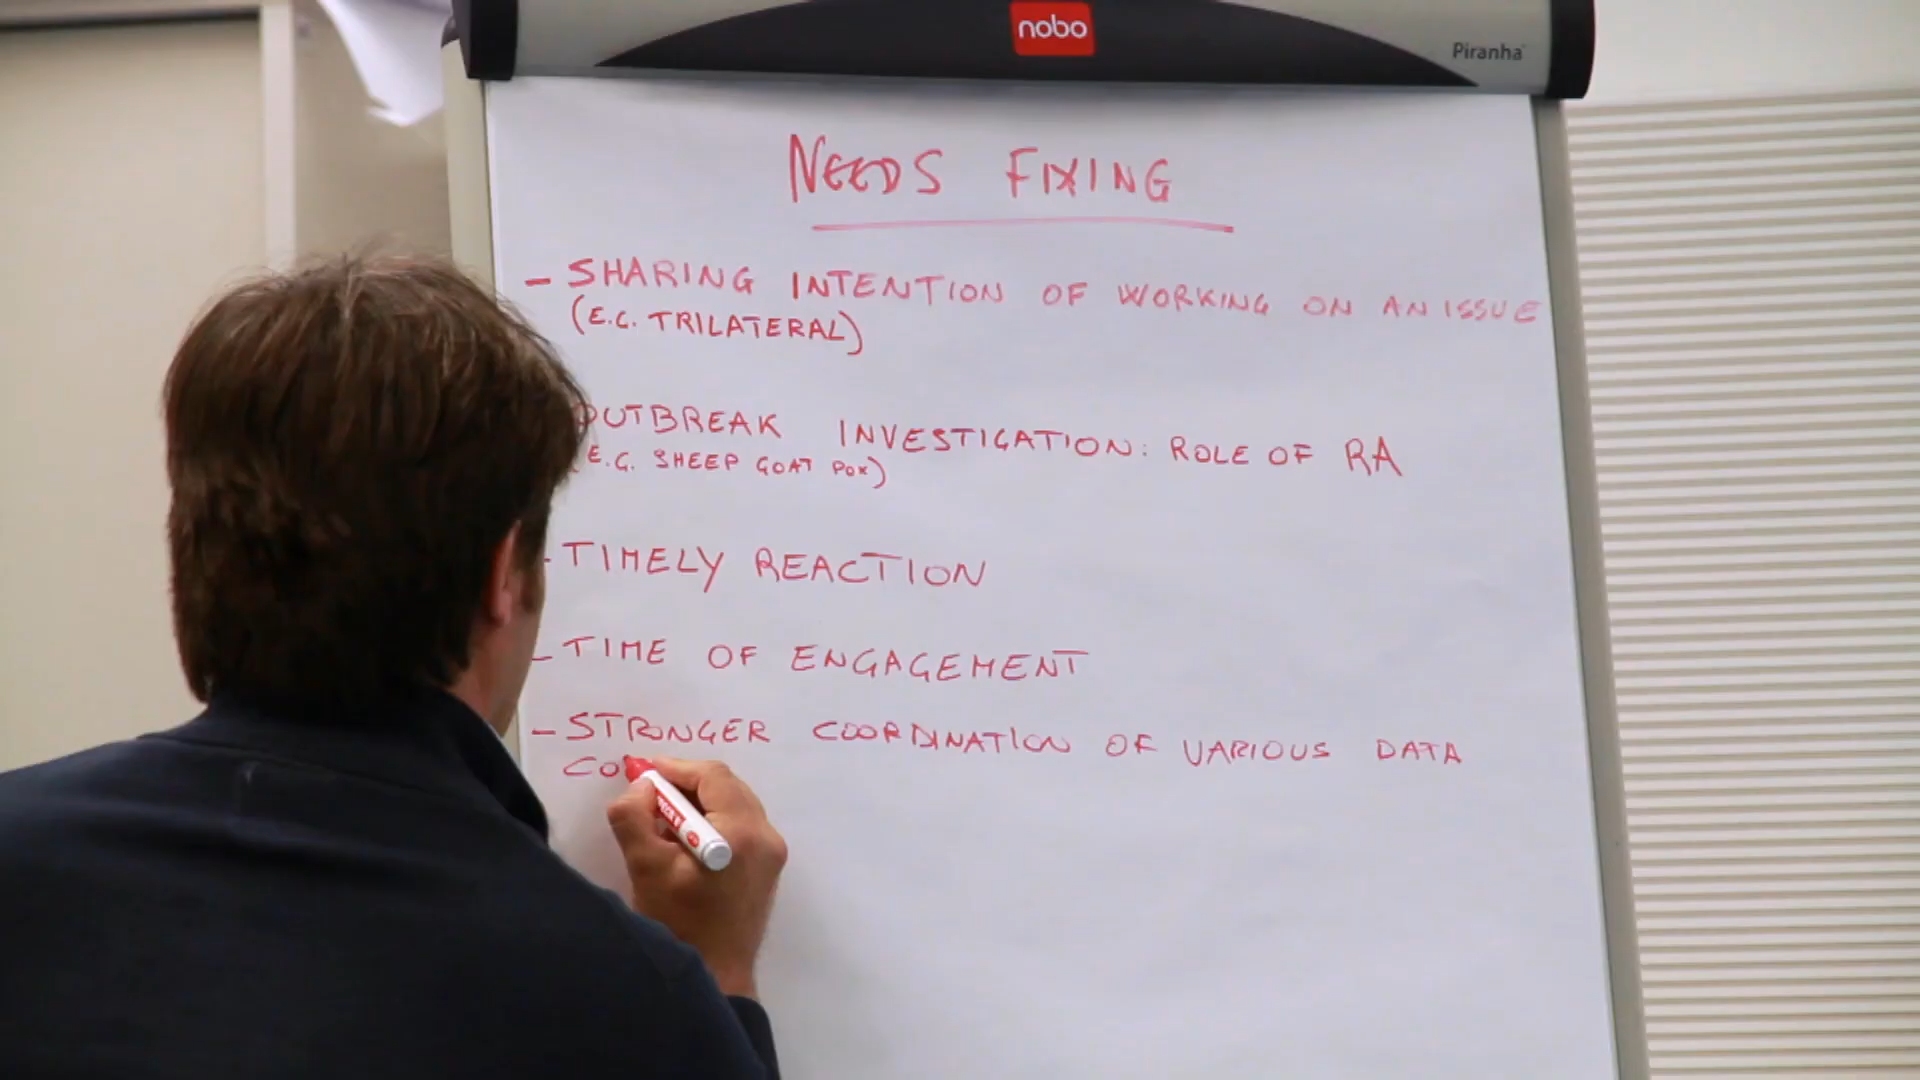 nobo
Piranha
NEEDS FIXING
- SHARING INTENTION OF WORKING ON AN ISSUE
(E.G. TRILATERAL)
OUTBREAK INVESTIGATION: ROLE OF RA
(E.G. SHEEP GOAT POX)
- TIMELY REACTION
- TIME OF ENGAGEMENT
- STRONGER COORDINATION OF VARIOUS DATA
CO